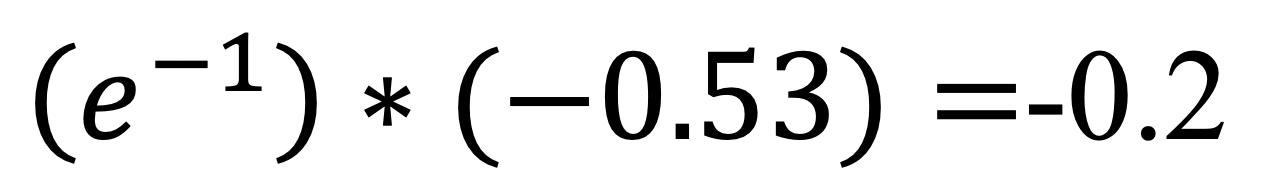 (e⁻¹) * (−0.53) =-0.2